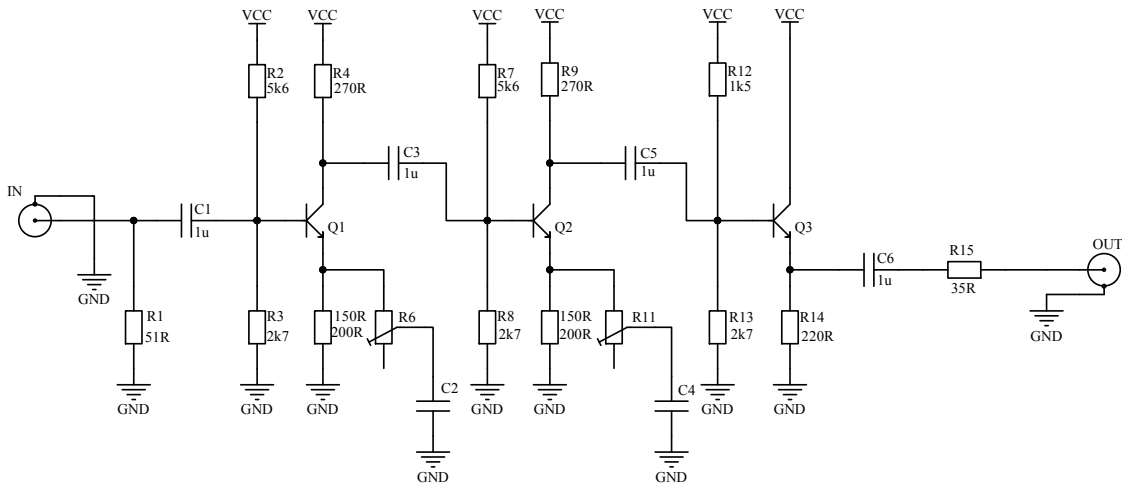 VCC
VCC
VCC
VCC
VCC
VCC
R2
5k6
R4
270R
R7
5k6
R9
270R
R12
1k5
C3
1u
C5
1u
IN
C1
1u
Q1
Q2
Q3
OUT
C6
1u
R15
35R
GND
R1
51R
R3
2k7
150R
200R
R6
R8
2k7
150R
200R
R11
R13
2k7
R14
220R
GND
GND
GND
GND
C2
GND
GND
C4
GND
GND
GND
GND